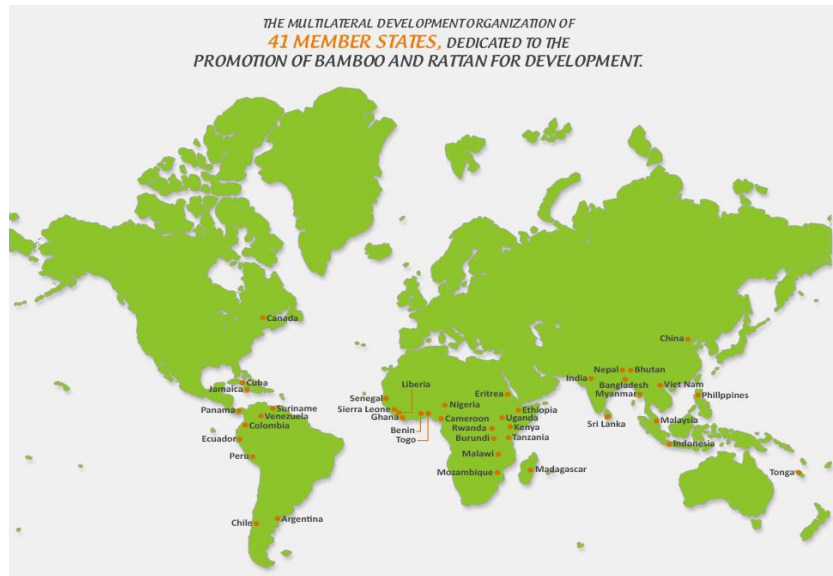 THE MULTILATERAL DEVELOPMENT ORGANIZATION OF
41 MEMBER STATES, DEDICATED TO THE
PROMOTION OF BAMBOO AND RATTAN FOR DEVELOPMENT.
Canada
China
Nepal
Bhutan
India
Bangladesh
Cuba
Liberia
Viet Nam
Jamaica
Eritrea
Myanmar
Phillppines
Senegal
Nigeria
Panama
Suriname
Sierra Leone
Ethiopia
Venezuela
Ghana
Cameroon
Uganda
Sri Lanka
Malaysia
Colombia
Benin
Rwanda
Kenya
Ecuador
Togo
Burundi
Tanzania
Indonesia
Peru
Malawi
Mozambique
Madagascar
Tonga
Chile
Argentina